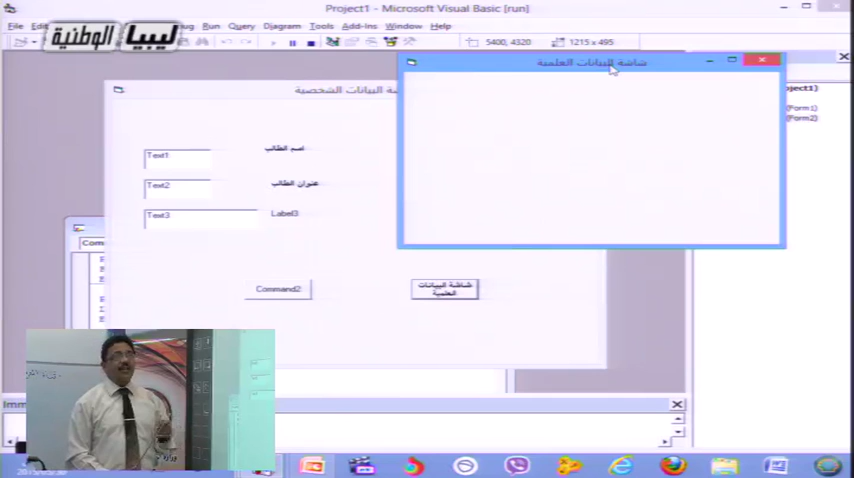 Project1 - Microsoft Visual Basic [run]
ليبيا الوطنية
File Run Query Diagram Tools Add-Ins Window Help
5400, 4320
1215 x 495
شاشة البيانات العلمية
البيانات الشخصية
oject1)
(Form1)
(Form2)
Text1
اسم الطالب
Text2
عنوان الطالب
Text3
Label3
Command2
شاشة البيانات
العلمية
Imm